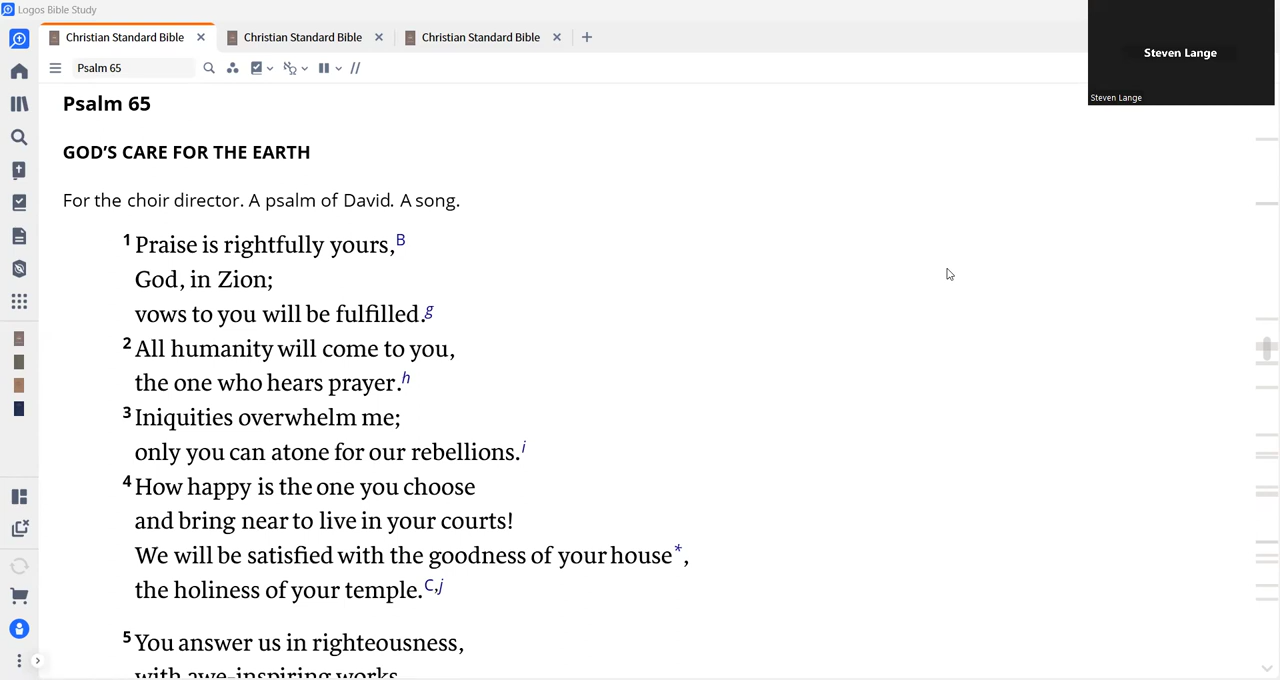 Logos Bible Study
Christian Standard Bible
Christian Standard Bible
Christian Standard Bible
Psalm 65
Steven Lange
Steven Lange
Psalm 65
GOD'S CARE FOR THE EARTH
For the choir director. A psalm of David. A song.
1 Praise is rightfully yours,B
God, in Zion;
vows to you will be fulfilled.g
2 All humanity will come to you,
the one who hears prayer.h
3 Iniquities overwhelm me;
only you can atone for our rebellions.i
4 How happy is the one you choose
and bring near to live in your courts!
We will be satisfied with the goodness of your house*,
the holiness of your temple.C,j
5 You answer us in righteousness,
with awe-inspiring works,